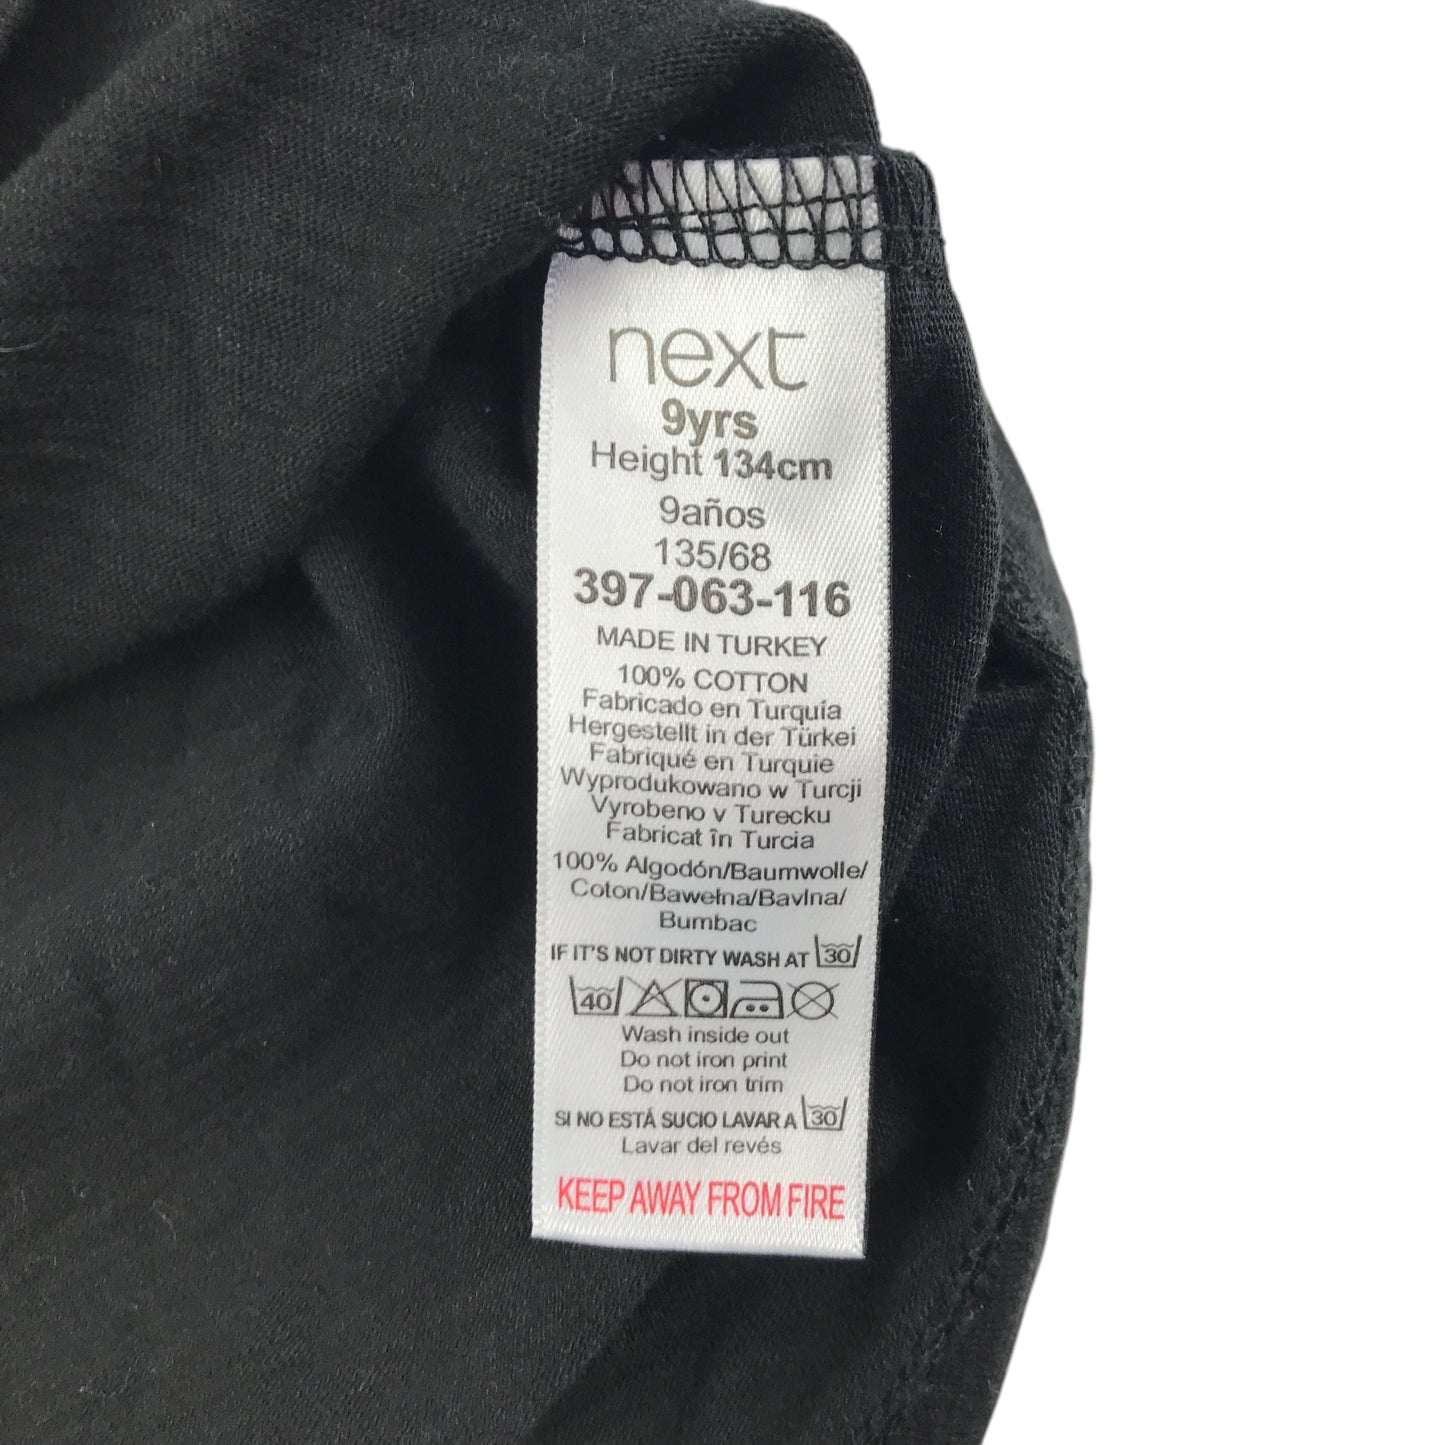 next
9yrs
Height 134cm
9años
135/68
397-063-116
MADE IN TURKEY
100% COTTON
Fabricado en Turquía
Hergestellt in der Türkei
Fabriqué en Turquie
Wyprodukowano w Turcji
Vyrobeno v Turecku
Fabricat în Turcia
100% Algodón/Baumwolle/
Coton/Bawełna/Bavlna/
Bumbac
IF IT'S NOT DIRTY WASH AT 30
40
Wash inside out
Do not iron print
Do not iron trim
SI NO ESTÁ SUCIO LAVAR A 30
Lavar del revés
KEEP AWAY FROM FIRE